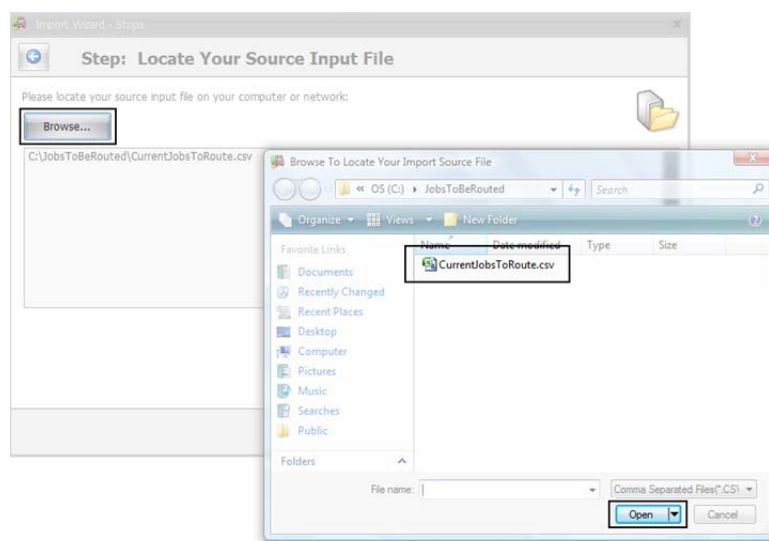 Import Wizard - Stops
Step: Locate Your Source Input File
Please locate your source input file on your computer or network:
Browse...
C:\JobsToBeRouted\CurrentJobsToRoute.csv
Browse To Locate Your Import Source File
« OS (C:) ▸ JobsToBeRouted
Search
Organize
Views
New Folder
Favorite Links
Name
Date modified
Type
Size
CurrentJobsToRoute.csv
Documents
Recently Changed
Recent Places
Desktop
Computer
Pictures
Music
Searches
Public
Folders
File name:
Comma Separated Files(*.CS\
Open
Cancel